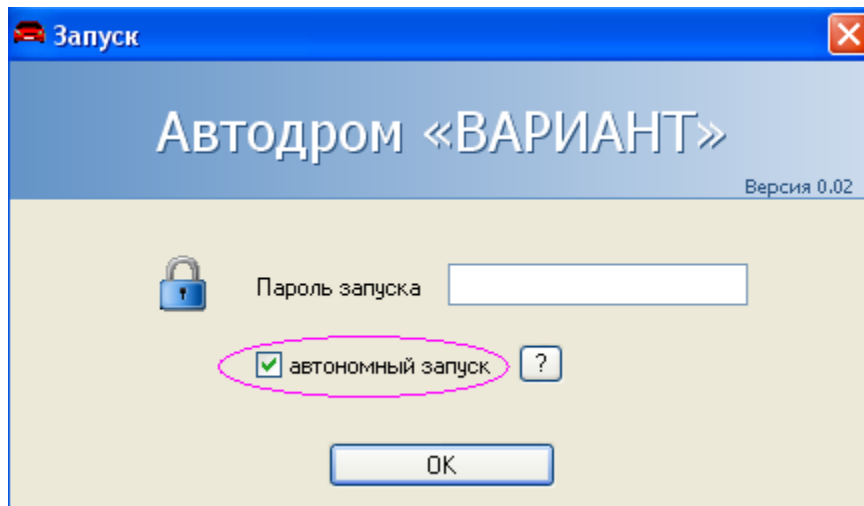 Запуск
Автодром «ВАРИАНТ»
Версия 0.02
Пароль запуска
автономный запуск ?
OK